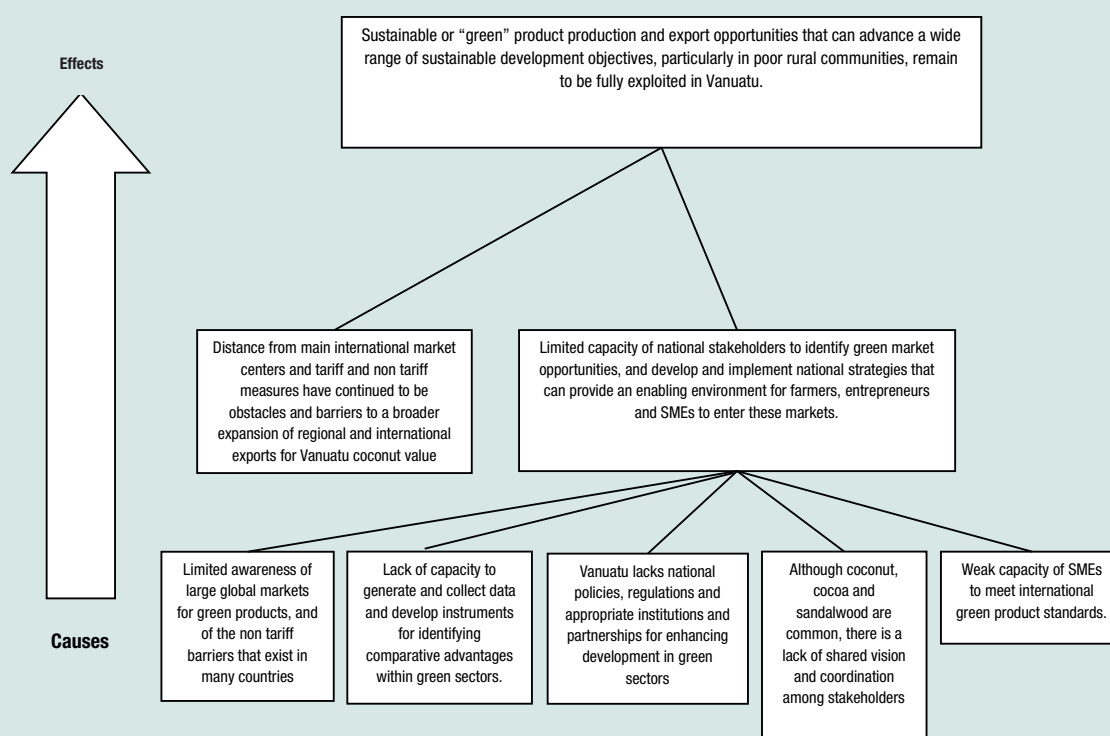 Sustainable or “green” product production and export opportunities that can advance a wide
range of sustainable development objectives, particularly in poor rural communities, remain
to be fully exploited in Vanuatu.
Effects
Distance from main international market
centers and tariff and non tariff
measures have continued to be
obstacles and barriers to a broader
expansion of regional and international
exports for Vanuatu coconut value
Limited capacity of national stakeholders to identify green market
opportunities, and develop and implement national strategies that
can provide an enabling environment for farmers, entrepreneurs
and SMEs to enter these markets.
Limited awareness of
large global markets
for green products, and
of the non tariff
barriers that exist in
many countries
Lack of capacity to
generate and collect data
and develop instruments
for identifying
comparative advantages
within green sectors.
Vanuatu lacks national
policies, regulations and
appropriate institutions and
partnerships for enhancing
development in green
sectors
Although coconut,
cocoa and
sandalwood are
common, there is a
lack of shared vision
and coordination
among stakeholders
Weak capacity of SMEs
to meet international
green product standards.
Causes